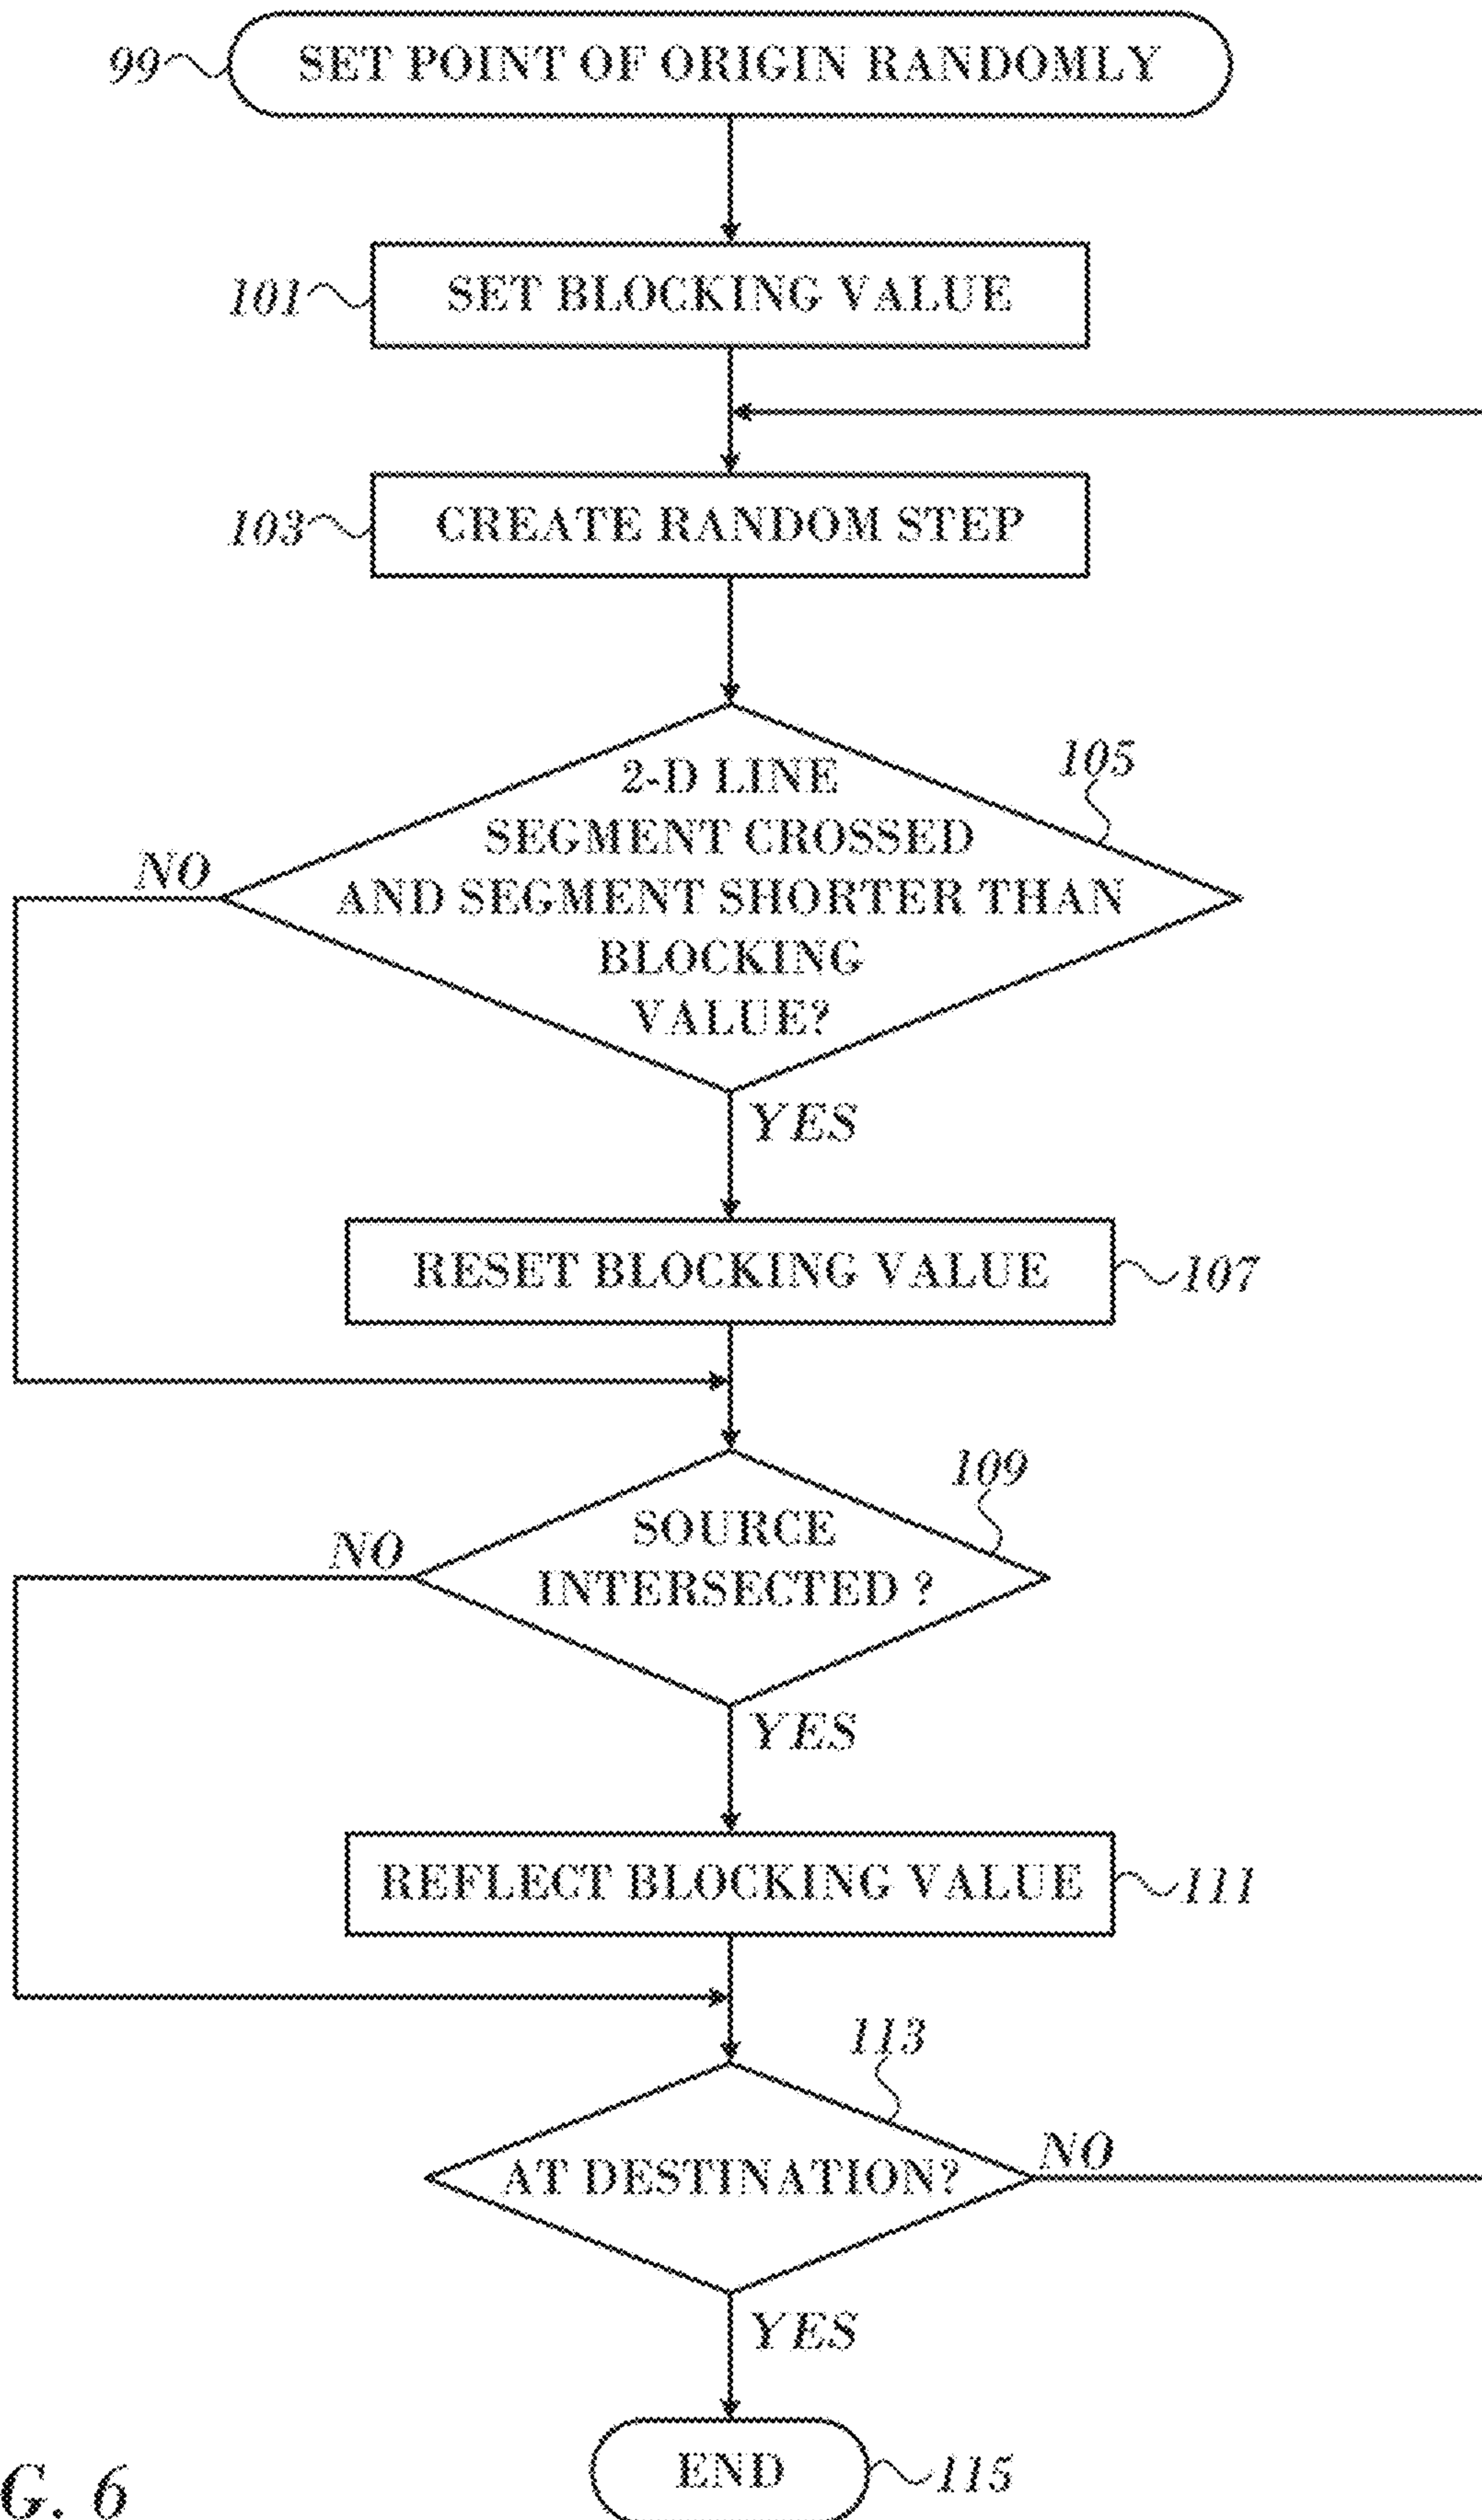 99
SET POINT OF ORIGIN RANDOMLY
101
SET BLOCKING VALUE
103
CREATE RANDOM STEP
105
2-D LINE
SEGMENT CROSSED
NO
AND SEGMENT SHORTER THAN
BLOCKING
VALUE?
YES
RESET BLOCKING VALUE
107
109
SOURCE
NO
INTERSECTED ?
YES
REFLECT BLOCKING VALUE
111
113
NO
AT DESTINATION?
YES
END
115
G. 6